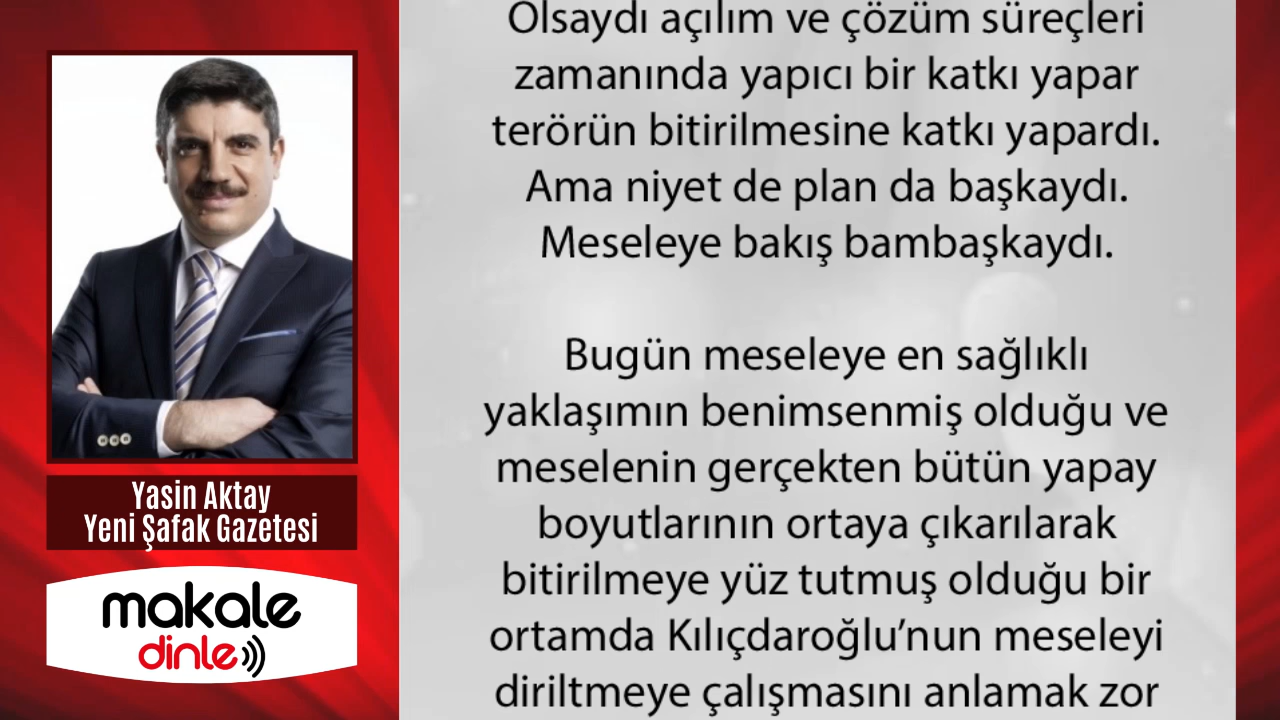 Olsaydı açılım ve çözüm süreçleri
zamanında yapıcı bir katkı yapar
terörün bitirilmesine katkı yapardı.
Ama niyet de plan da başkaydı.
Meseleye bakış bambaşkaydı.
Bugün meseleye en sağlıklı
yaklaşımın benimsenmiş olduğu ve
meselenin gerçekten bütün yapay
boyutlarının ortaya çıkarılarak
bitirilmeye yüz tutmuş olduğu bir
ortamda Kılıçdaroğlu’nun meseleyi
diriltmeye çalışmasını anlamak zor
Yasin Aktay
Yeni Şafak Gazetesi
makale
dinle